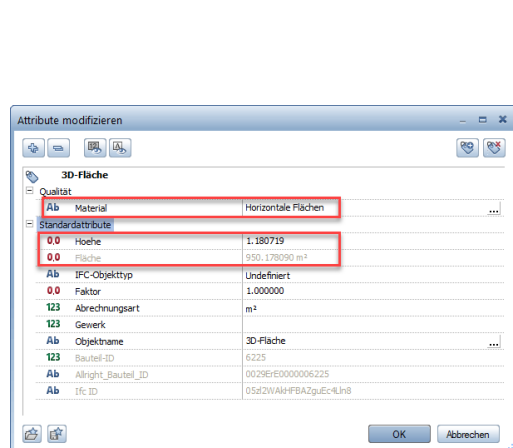 Attribute modifizieren
3D-Fläche
Qualität
Ab Material Horizontale Flächen ...
Standardattribute
0,0 Hoehe 1.180719
0,0 Fläche 950.178090 m²
Ab IFC-Objekttyp Undefiniert
0,0 Faktor 1.000000
123 Abrechnungsart m²
123 Gewerk
Ab Objektname 3D-Fläche ...
123 Bauteil-ID 6225
Ab Allright_Bauteil_ID 0029ErE0000006225
Ab Ifc ID 05zl2WAkHFBAZguEc4Lln8
OK Abbrechen